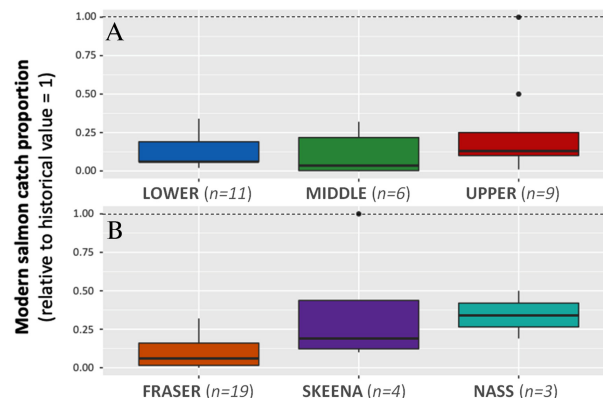 Modern salmon catch proportion
(relative to historical value = 1)
A
1.00
0.75
0.50
0.25
0.00
LOWER (n=11) MIDDLE (n=6) UPPER (n=9)
B
1.00
0.75
0.50
0.25
0.00
FRASER (n=19) SKEENA (n=4) NASS (n=3)